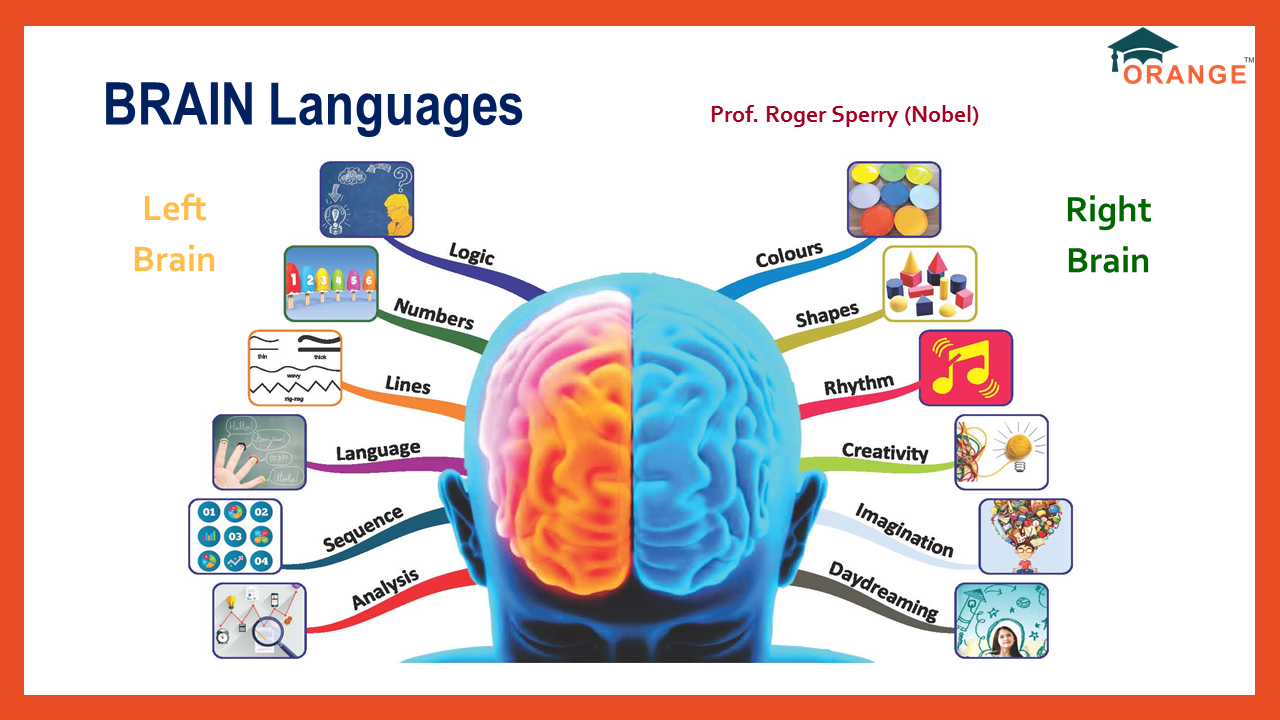 ORANGE™
BRAIN Languages
Prof. Roger Sperry (Nobel)
Left
Brain
Right
Brain
Logic
Numbers
1 2 3 4 5 6
Lines
thin
thick
wavy
zig-zag
Language
Hello!
Bonjour!
¡Hola!
Sequence
01
02
03
04
Analysis
Colours
Shapes
Rhythm
Creativity
Imagination
Daydreaming